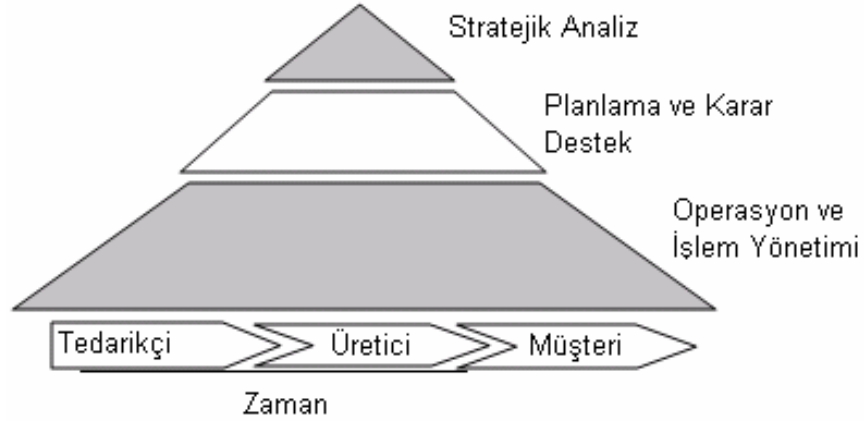 Stratejik Analiz
Planlama ve Karar
Destek
Operasyon ve
İşlem Yönetimi
Tedarikçi
Üretici
Müşteri
Zaman